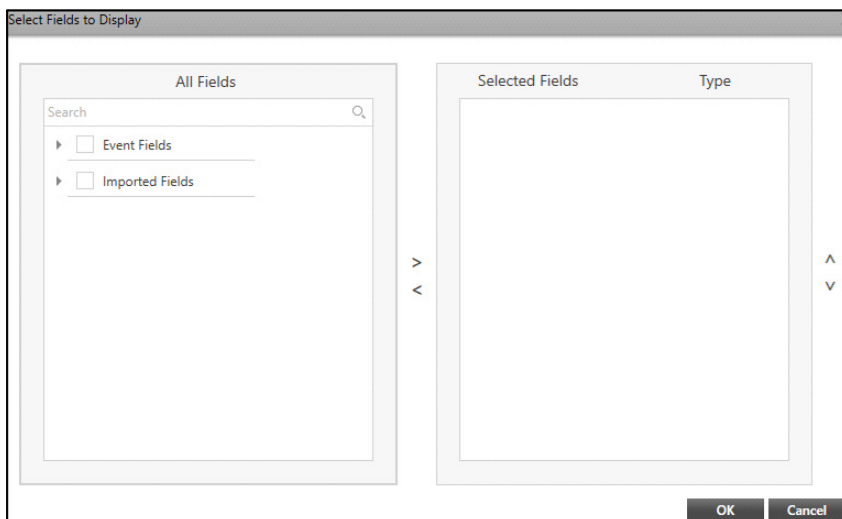 Select Fields to Display
All Fields
Search
Event Fields
Imported Fields
>
<
Selected Fields Type
OK Cancel